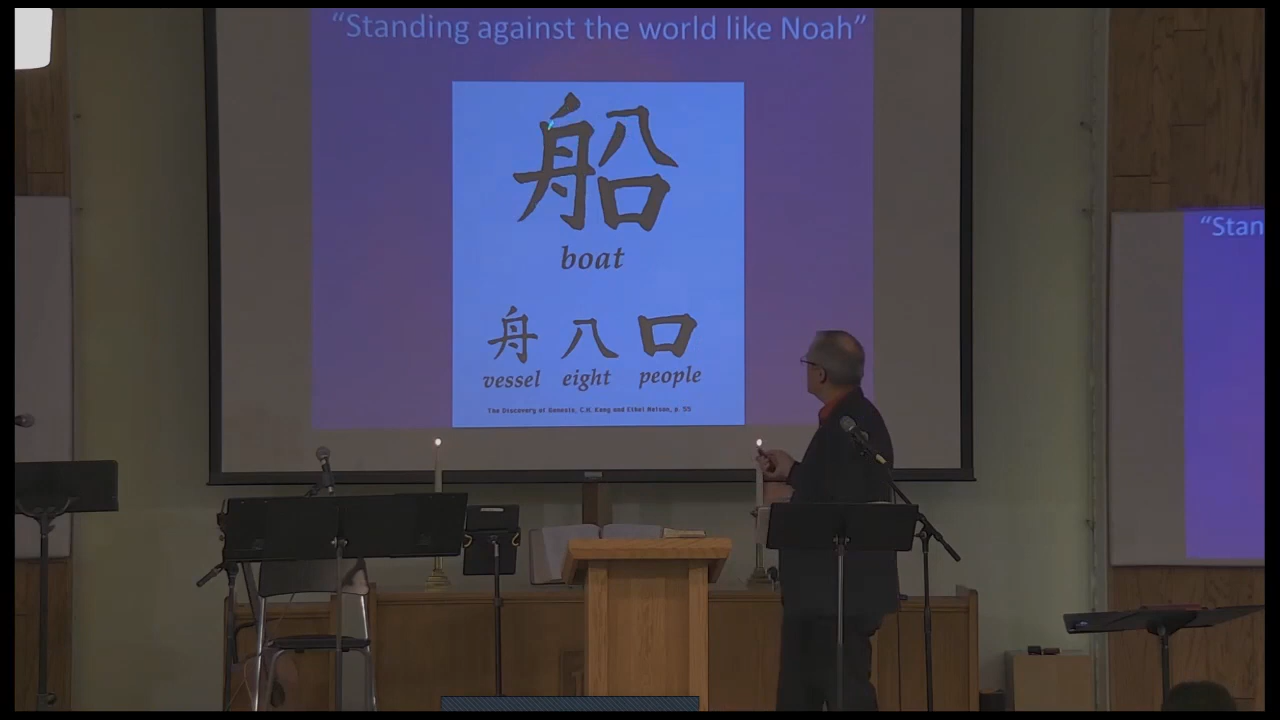 “Standing against the world like Noah”
船
boat
舟 八 口
vessel eight people
The Discovery of Genesis, C.H. Kang and Ethel Nelson, p. 55
“Stan